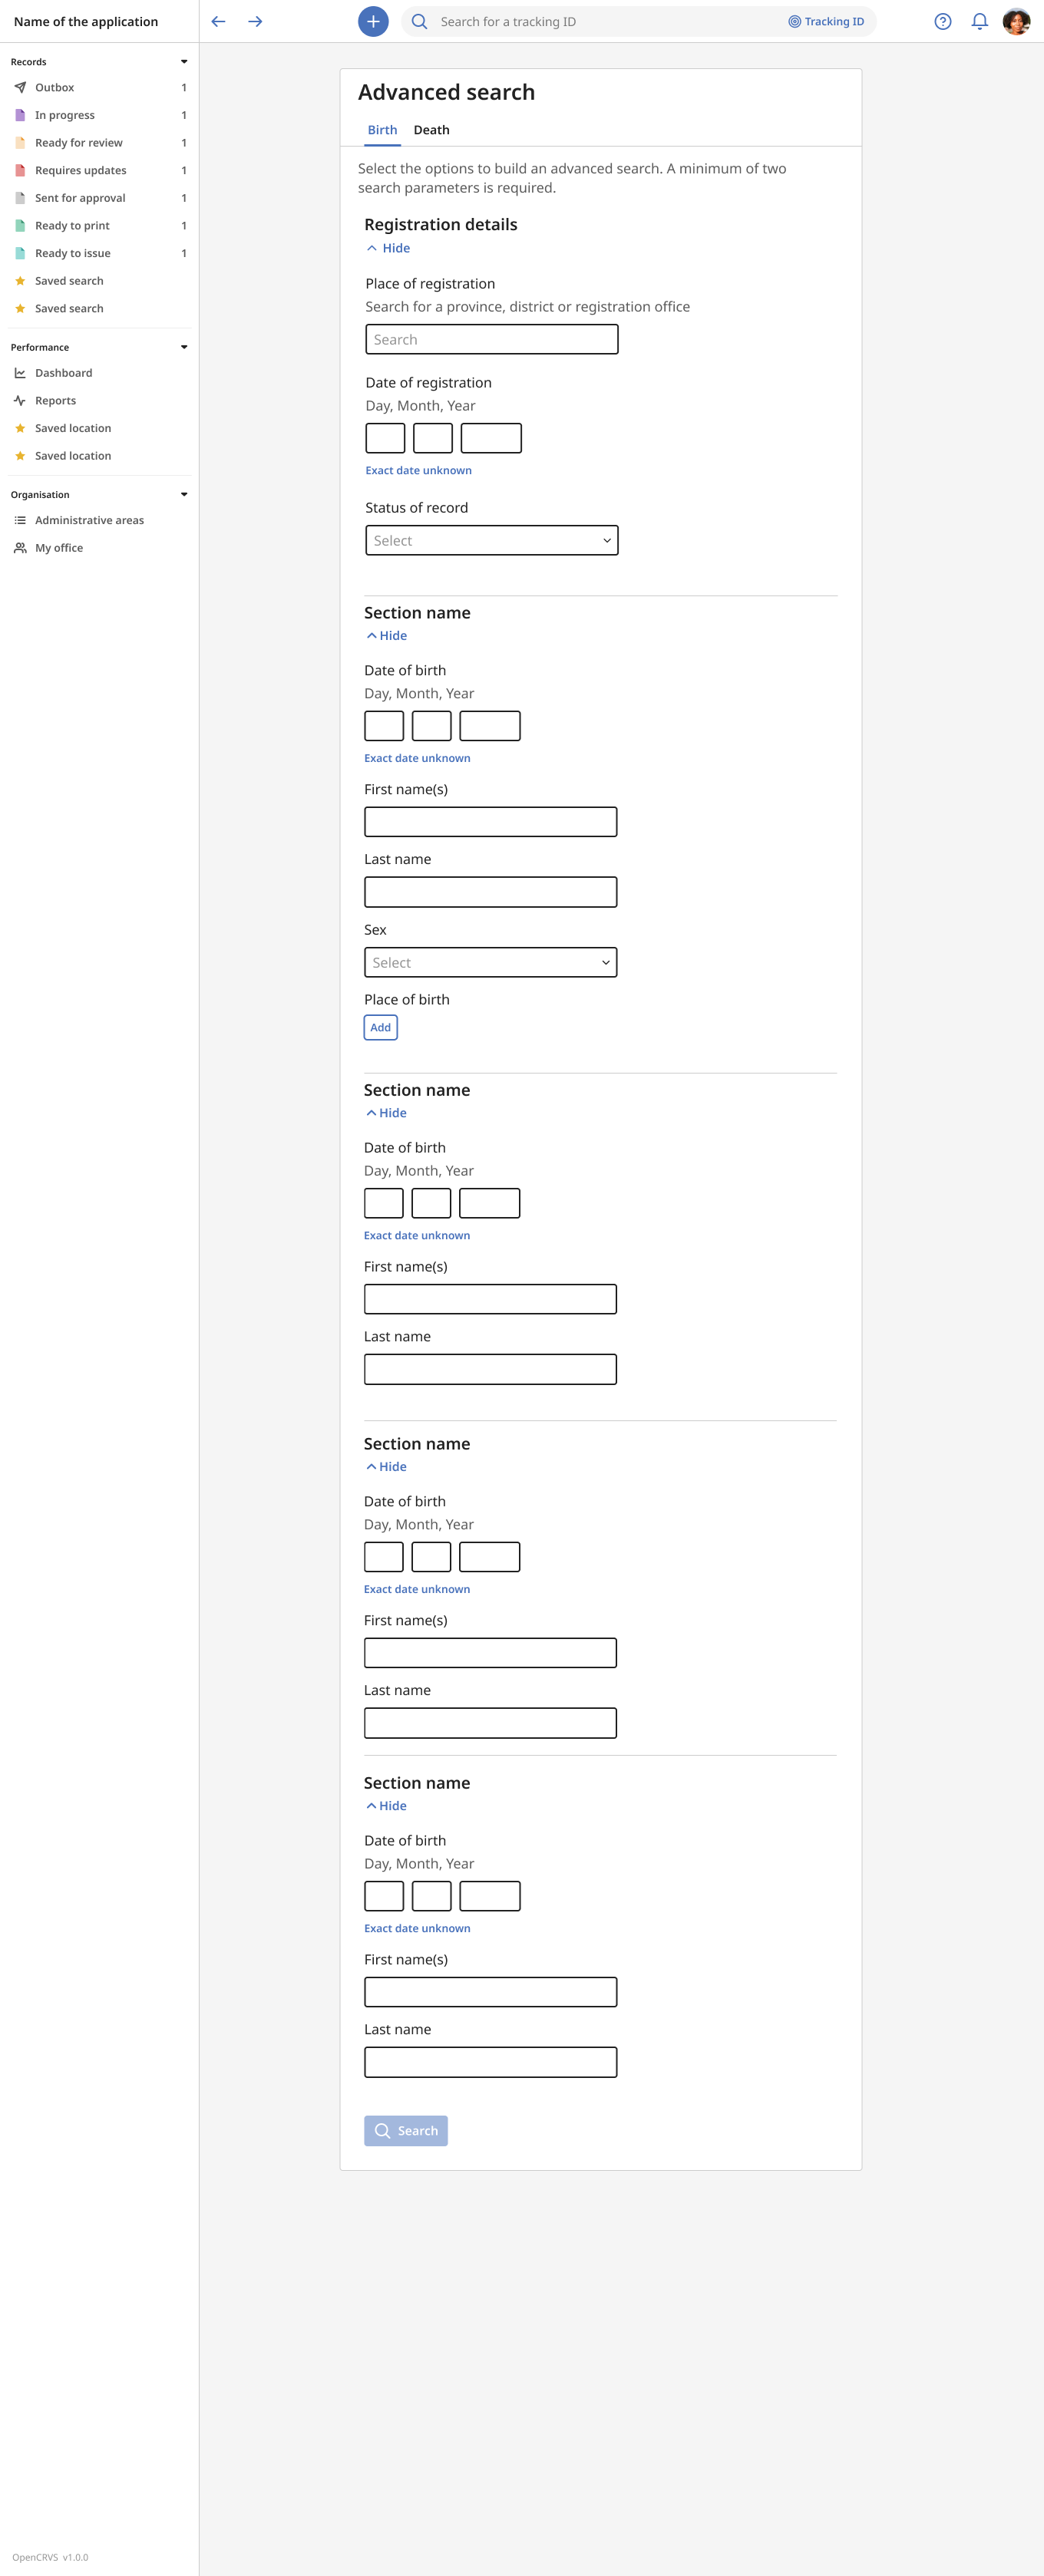 Name of the application
Search for a tracking ID
Tracking ID
Records
Outbox 1
In progress 1
Ready for review 1
Requires updates 1
Sent for approval 1
Ready to print 1
Ready to issue 1
Saved search
Saved search
Performance
Dashboard
Reports
Saved location
Saved location
Organisation
Administrative areas
My office
OpenCRVS v1.0.0
Advanced search
Birth Death
Select the options to build an advanced search. A minimum of two
search parameters is required.
Registration details
Hide
Place of registration
Search for a province, district or registration office
Search
Date of registration
Day, Month, Year
Exact date unknown
Status of record
Select
Section name
Hide
Date of birth
Day, Month, Year
Exact date unknown
First name(s)
Last name
Sex
Select
Place of birth
Add
Section name
Hide
Date of birth
Day, Month, Year
Exact date unknown
First name(s)
Last name
Section name
Hide
Date of birth
Day, Month, Year
Exact date unknown
First name(s)
Last name
Section name
Hide
Date of birth
Day, Month, Year
Exact date unknown
First name(s)
Last name
Search